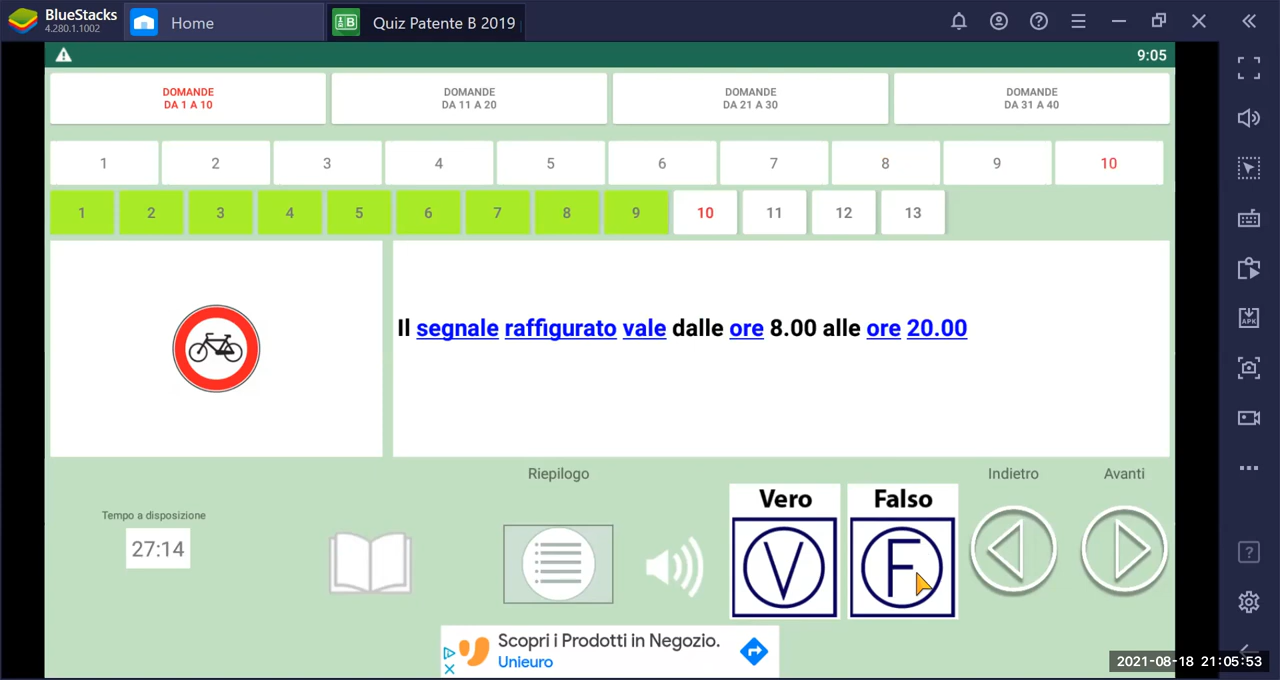 BlueStacks
4.280.1.1002
Home
Quiz Patente B 2019
9:05
DOMANDE
DA 1 A 10
DOMANDE
DA 11 A 20
DOMANDE
DA 21 A 30
DOMANDE
DA 31 A 40
1 2 3 4 5 6 7 8 9 10
1 2 3 4 5 6 7 8 9 10 11 12 13
Il segnale raffigurato vale dalle ore 8.00 alle ore 20.00
Riepilogo
Indietro
Avanti
Tempo a disposizione
27:14
Vero
V
Falso
F
Scopri i Prodotti in Negozio.
Unieuro
APK
2021-08-18 21:05:53